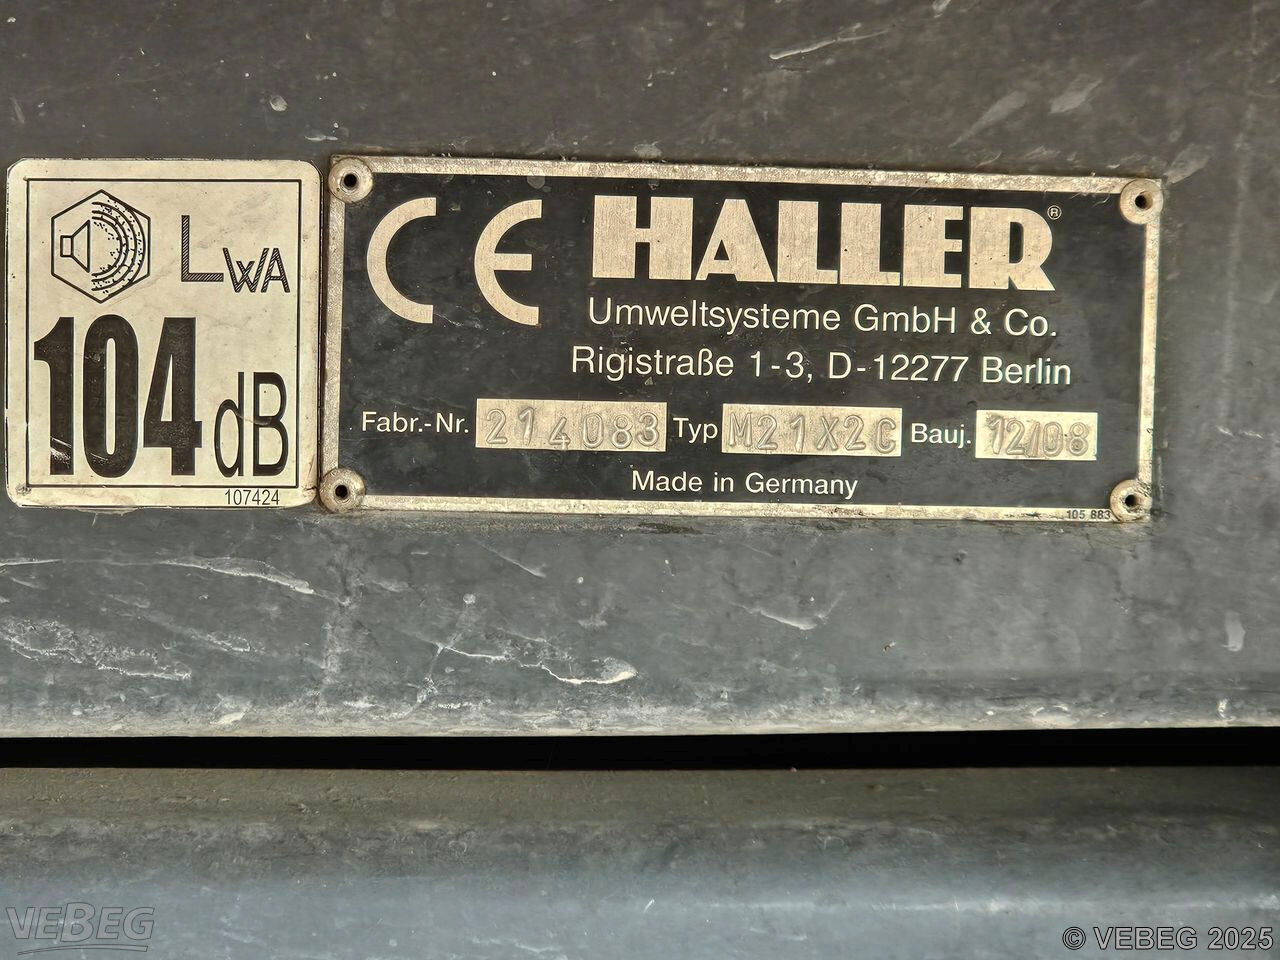 LWA
104 dB
107424
CE HALLER®
Umweltsysteme GmbH & Co.
Rigistraße 1-3, D-12277 Berlin
Fabr.-Nr. 214083 Typ M21X2C Bauj. 12/08
Made in Germany
105 883
VEBEG
© VEBEG 2025